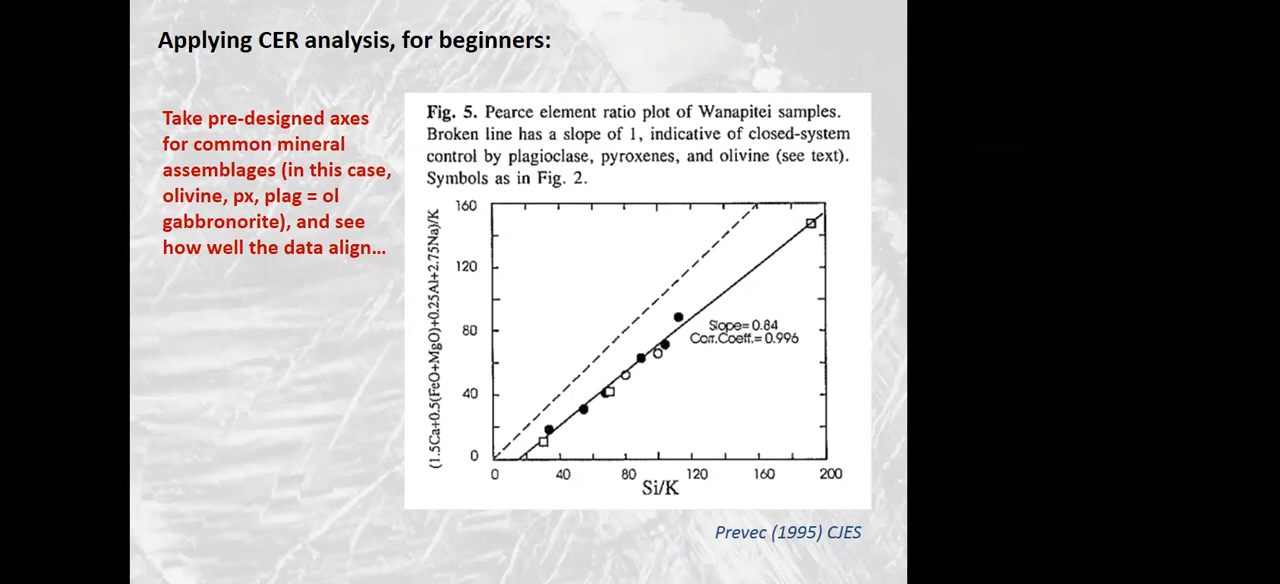 Applying CER analysis, for beginners:
Take pre-designed axes
for common mineral
assemblages (in this case,
olivine, px, plag = ol
gabbronorite), and see
how well the data align...
Fig. 5. Pearce element ratio plot of Wanapitei samples.
Broken line has a slope of 1, indicative of closed-system
control by plagioclase, pyroxenes, and olivine (see text).
Symbols as in Fig. 2.
(1.5Ca+0.5(FeO+MgO)+0.25Al+2.75Na)/K
160
120
80
40
0
Slope=0.84
Corr.Coeff.=0.996
0 40 80 120 160 200
Si/K
Prevec (1995) CJES